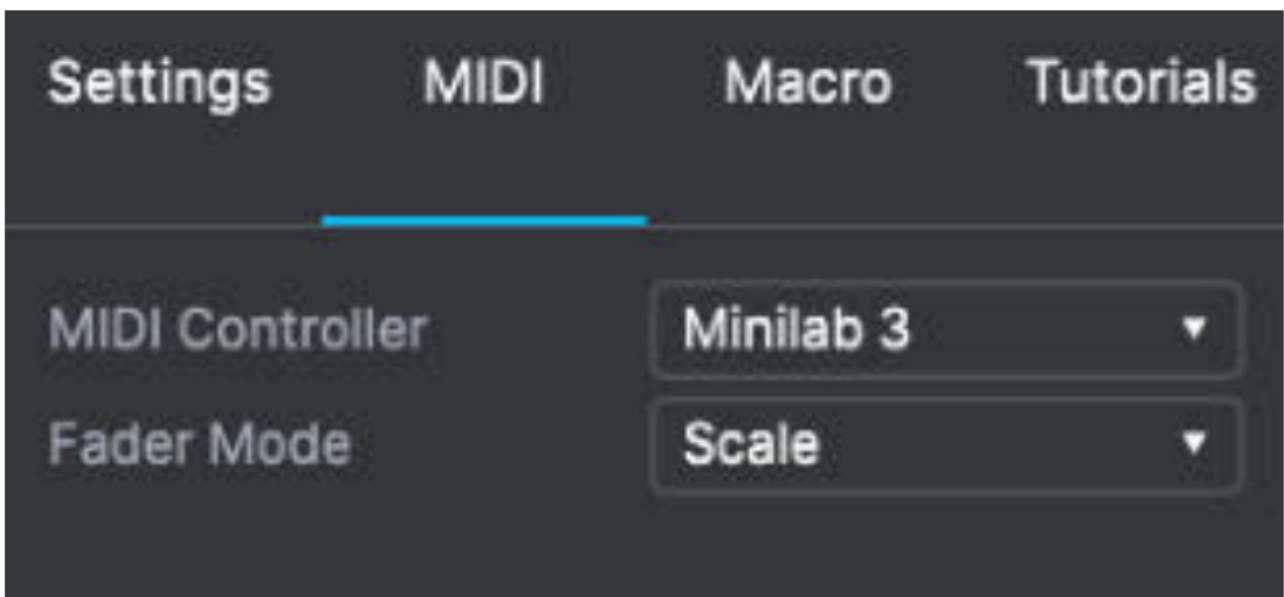 Settings MIDI Macro Tutorials
MIDI Controller Minilab 3
Fader Mode Scale